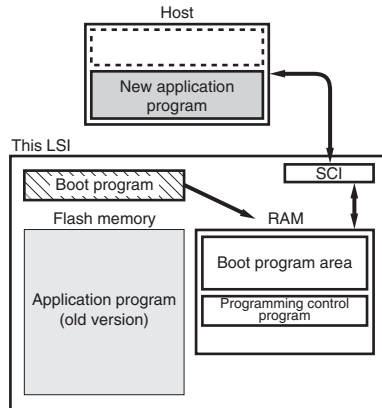 Host
New application
program
This LSI
SCI
Boot program
Flash memory
RAM
Boot program area
Application program
(old version)
Programming control
program